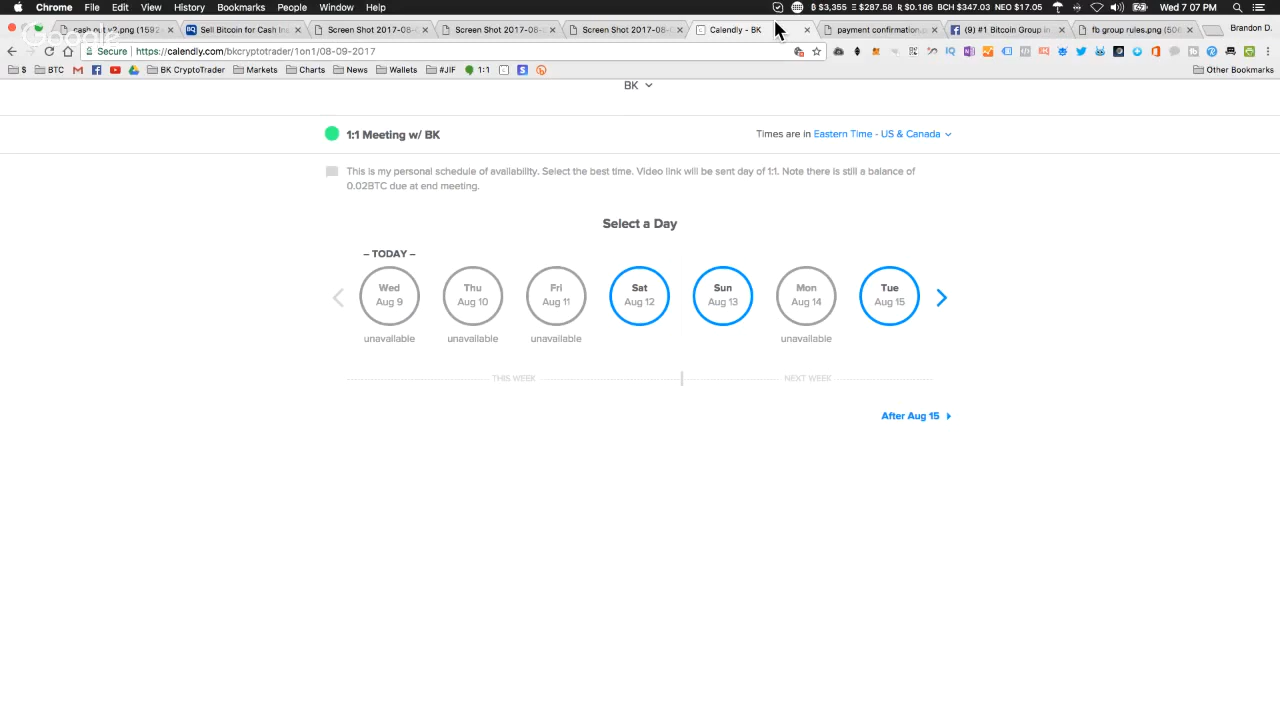 Chrome File Edit View History Bookmarks People Window Help Ƀ $3,355 Ξ $287.58 R/ $0.186 BCH $347.03 NEO $17.05 Wed 7 07 PM
Google
cash out v2.png (1592 × Sell Bitcoin for Cash Ins × Screen Shot 2017-08- × Screen Shot 2017-08- × Screen Shot 2017-08- × Calendly - BK × payment confirmation. × (9) #1 Bitcoin Group in × fb group rules.png (506 × Brandon D.
Secure https://calendly.com/bkcryptotrader/1on1/08-09-2017
$ BTC BK CryptoTrader Markets Charts News Wallets #JIF 1:1 Other Bookmarks
BK
1:1 Meeting w/ BK
Times are in Eastern Time - US & Canada
This is my personal schedule of availability. Select the best time. Video link will be sent day of 1:1. Note there is still a balance of
0.02BTC due at end meeting.
Select a Day
– TODAY –
Wed Thu Fri Sat Sun Mon Tue
Aug 9 Aug 10 Aug 11 Aug 12 Aug 13 Aug 14 Aug 15
unavailable unavailable unavailable unavailable
THIS WEEK NEXT WEEK
After Aug 15